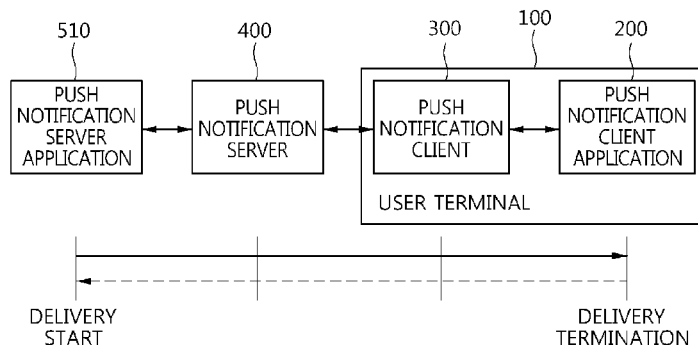 510
400
300
100
200
PUSH
NOTIFICATION
SERVER
APPLICATION
PUSH
NOTIFICATION
SERVER
PUSH
NOTIFICATION
CLIENT
PUSH
NOTIFICATION
CLIENT
APPLICATION
USER TERMINAL
DELIVERY
START
DELIVERY
TERMINATION